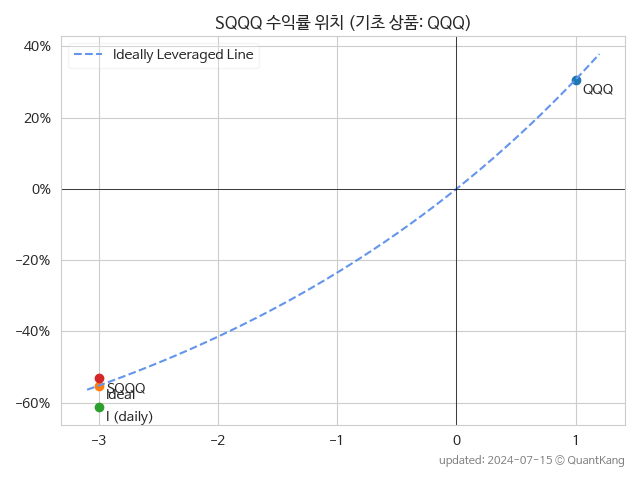 SQQQ 수익률 위치 (기초 상품: QQQ)
Ideally Leveraged Line
40%
20%
0%
−20%
−40%
−60%
QQQ
SQQQ
Ideal
I (daily)
−3
−2
−1
0
1
updated: 2024-07-15 © QuantKang